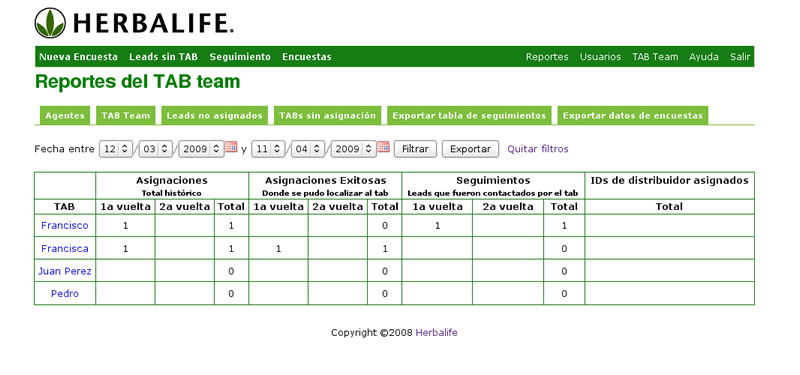 HERBALIFE.
Nueva Encuesta Leads sin TAB Seguimiento Encuestas Reportes Usuarios TAB Team Ayuda Salir
Reportes del TAB team
Agentes TAB Team Leads no asignados TABs sin asignación Exportar tabla de seguimientos Exportar datos de encuestas
Fecha entre 12 / 03 / 2009 y 11 / 04 / 2009 Filtrar Exportar Quitar filtros
Asignaciones Asignaciones Exitosas Seguimientos IDs de distribuidor asignados
Total histórico Donde se pudo localizar al tab Leads que fueron contactados por el tab
TAB 1a vuelta 2a vuelta Total 1a vuelta 2a vuelta Total 1a vuelta 2a vuelta Total Total
Francisco 1 1 0 1 1
Francisca 1 1 1 1 0
Juan Perez 0 0 0
Pedro 0 0 0
Copyright ©2008 Herbalife